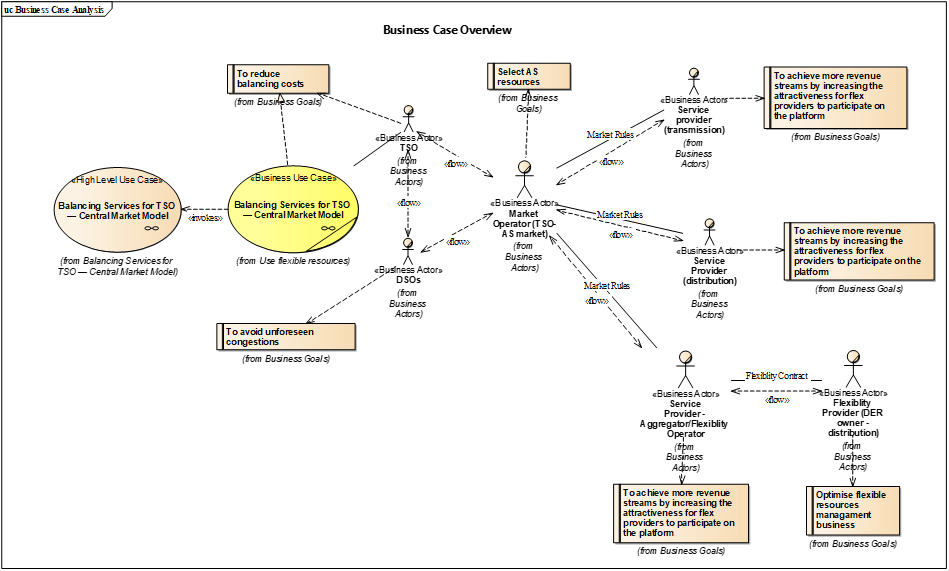 uc Business Case Analysis
Business Case Overview
To reduce
balancing costs
(from Business Goals)
Select AS
resources
(from Business
Goals)
To achieve more revenue
streams by increasing the
attractiveness for flex
providers to participate on
the platform
(from Business Goals)
«Business Actor»
TSO
(from
Business
Actors)
«Business Actor»
Service
provider
(transmission)
(from
Business
Actors)
Market Rules
«flow»
«flow»
«High Level Use Case»
Balancing Services for TSO
— Central Market Model
(from Balancing Services for
TSO — Central Market Model)
«invokes»
«Business Use Case»
Balancing Services for TSO
— Central Market Model
(from Use flexible resources)
«flow»
«Business Actor»
Market
Operator (TSO-
AS market)
(from
Business
Actors)
Market Rules
«flow»
«Business Actor»
Service
Provider
(distribution)
(from
Business
Actors)
To achieve more revenue
streams by increasing the
attractiveness for flex
providers to participate on the
platform
(from Business Goals)
«flow»
«Business Actor»
DSOs
(from
Business
Actors)
Market Rules
«flow»
To avoid unforeseen
congestions
(from Business Goals)
«Business Actor»
Service
Provider -
Aggregator/Flexiblity
Operator
(from
Business
Actors)
Flexiblity Contract
«flow»
«Business Actor»
Flexiblity
Provider (DER
owner -
distribution)
(from
Business
Actors)
To achieve more revenue
streams by increasing the
attractiveness for flex
providers to participate on
the platform
(from Business Goals)
Optimise flexible
resources
managament
business
(from Business Goals)